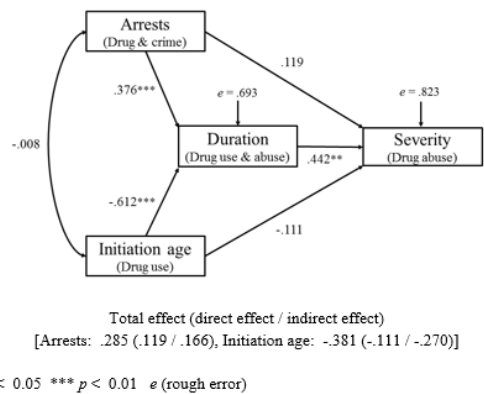 Arrests
(Drug & crime)
.119
.376***
e = .693
e = .823
-.008
Duration
(Drug use & abuse)
.442**
Severity
(Drug abuse)
-.612***
-.111
Initiation age
(Drug use)
Total effect (direct effect / indirect effect)
[Arrests: .285 (.119 / .166), Initiation age: -.381 (-.111 / -.270)]
< 0.05 *** p < 0.01 e (rough error)